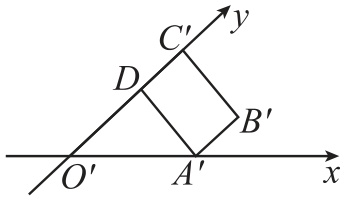 C′ y
D
B′
O′ A′ x